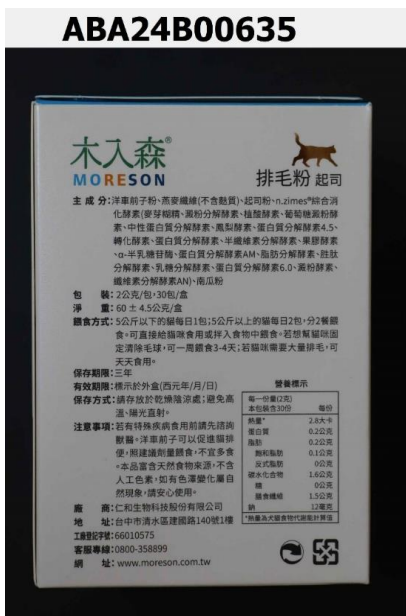 ABA24B00635
木入森®
MORESON
排毛粉 起司
主 成 分:洋車前子粉、燕麥纖維(不含麩質)、起司粉、n.zimes®綜合消
化酵素(麥芽糊精、澱粉分解酵素、植酸酵素、葡萄糖澱粉酵
素、中性蛋白質分解酵素、鳳梨酵素、蛋白質分解酵素4.5、
轉化酵素、蛋白質分解酵素、半纖維素分解酵素、果膠酵素
、α-半乳糖苷酶、蛋白質分解酵素AM、脂肪分解酵素、胜肽
分解酵素、乳糖分解酵素、蛋白質分解酵素6.0、澱粉酵素、
纖維素分解酵素AN)、南瓜粉
包 裝:2公克/包,30包/盒
淨 重:60 ± 4.5公克/盒
餵食方式:5公斤以下的貓每日1包;5公斤以上的貓每日2包,分2餐餵
食。可直接給貓咪食用或拌入食物中餵食。若想幫貓咪固
定清除毛球,可一周餵食3-4天;若貓咪需要大量排毛,可
天天食用。
保存期限:三年
有效期限:標示於外盒(西元年/月/日)
保存方式:請存放於乾燥陰涼處;避免高
溫、陽光直射。
注意事項:若有特殊疾病食用前請先諮詢
獸醫。洋車前子可以促進貓排
便,照建議劑量餵食,不宜多食
。本品富含天然食物來源,不含
人工色素,如有色澤變化屬自
然現象,請安心使用。
廠 商:仁和生物科技股份有限公司
地 址:台中市清水區建國路140號1樓
工廠登記字號:66010575
客服專線:0800-358899
網 址:www.moreson.com.tw
營養標示
每一份量(2克)
本包裝含30份 每份
熱量* 2.8大卡
蛋白質 0.2公克
脂肪 0.2公克
飽和脂肪 0.1公克
反式脂肪 0公克
碳水化合物 1.6公克
糖 0公克
膳食纖維 1.5公克
鈉 12毫克
*熱量為犬貓食物代謝能計算值